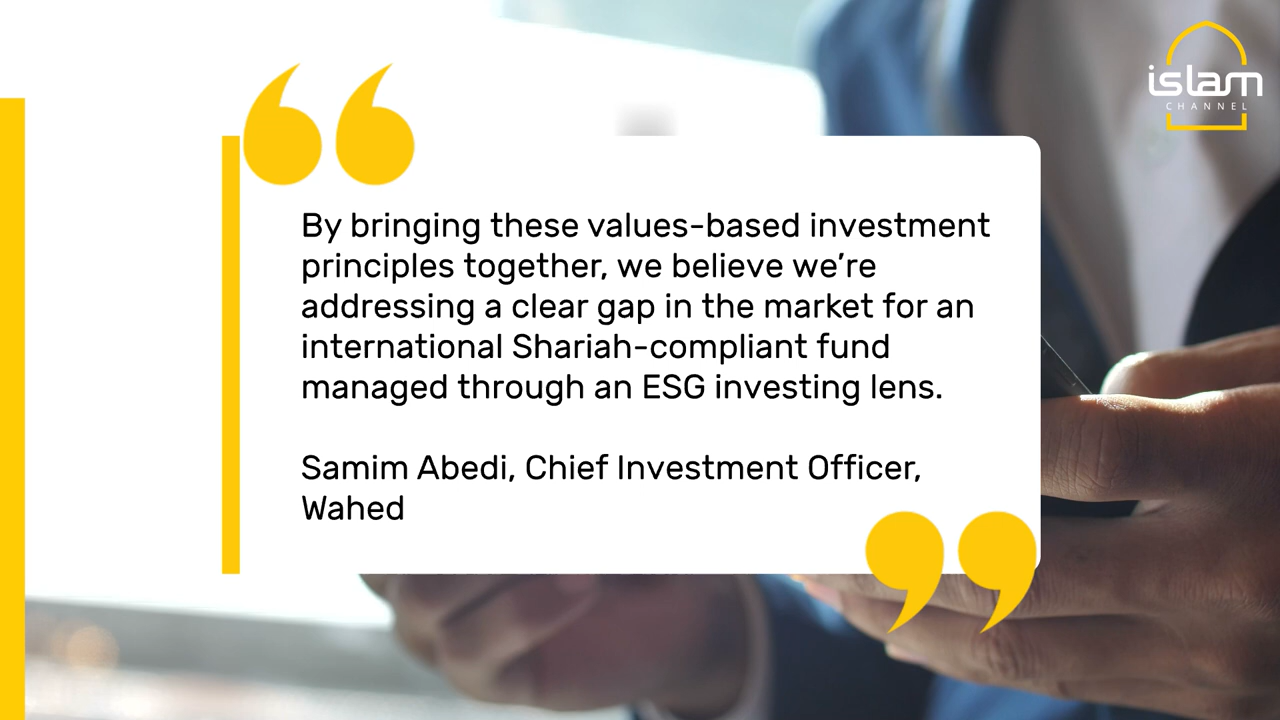 islam
CHANNEL
By bringing these values-based investment
principles together, we believe we’re
addressing a clear gap in the market for an
international Shariah-compliant fund
managed through an ESG investing lens.
Samim Abedi, Chief Investment Officer,
Wahed